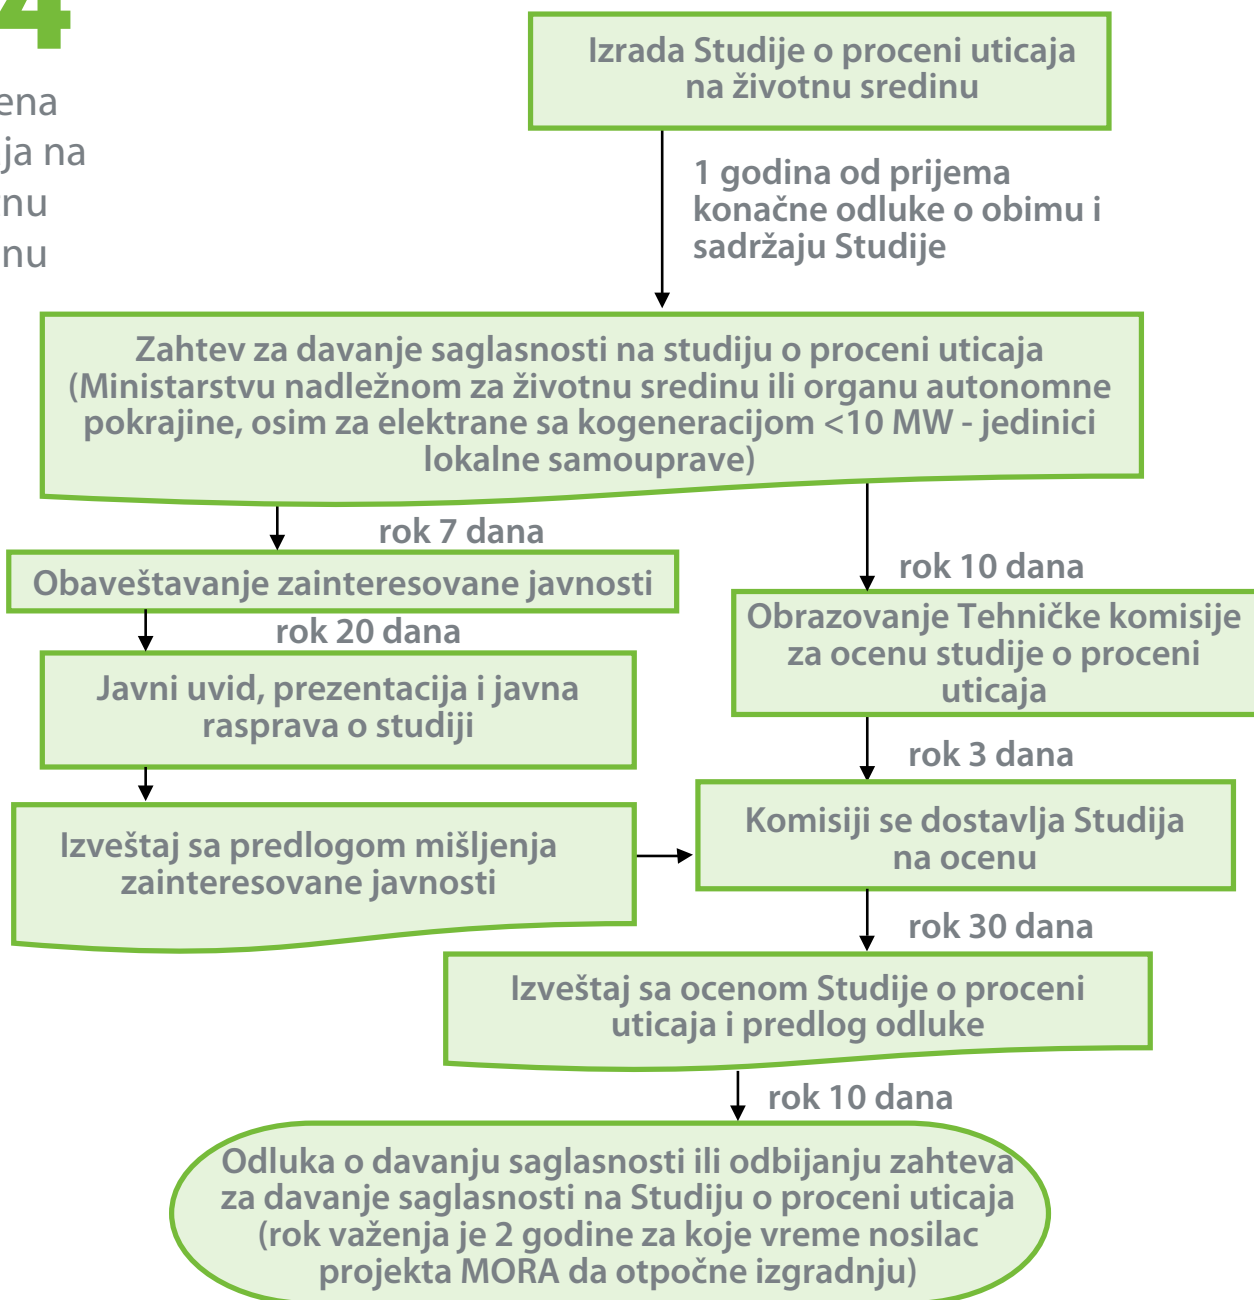 4
ena
ja na
nu
nu
Izrada Studije o proceni uticaja
na životnu sredinu
1 godina od prijema
konačne odluke o obimu i
sadržaju Studije
Zahtev za davanje saglasnosti na studiju o proceni uticaja
(Ministarstvu nadležnom za životnu sredinu ili organu autonomne
pokrajine, osim za elektrane sa kogeneracijom <10 MW - jedinici
lokalne samouprave)
rok 7 dana
Obaveštavanje zainteresovane javnosti
rok 20 dana
Javni uvid, prezentacija i javna
rasprava o studiji
Izveštaj sa predlogom mišljenja
zainteresovane javnosti
rok 10 dana
Obrazovanje Tehničke komisije
za ocenu studije o proceni
uticaja
rok 3 dana
Komisiji se dostavlja Studija
na ocenu
rok 30 dana
Izveštaj sa ocenom Studije o proceni
uticaja i predlog odluke
rok 10 dana
Odluka o davanju saglasnosti ili odbijanju zahteva
za davanje saglasnosti na Studiju o proceni uticaja
(rok važenja je 2 godine za koje vreme nosilac
projekta MORA da otpočne izgradnju)